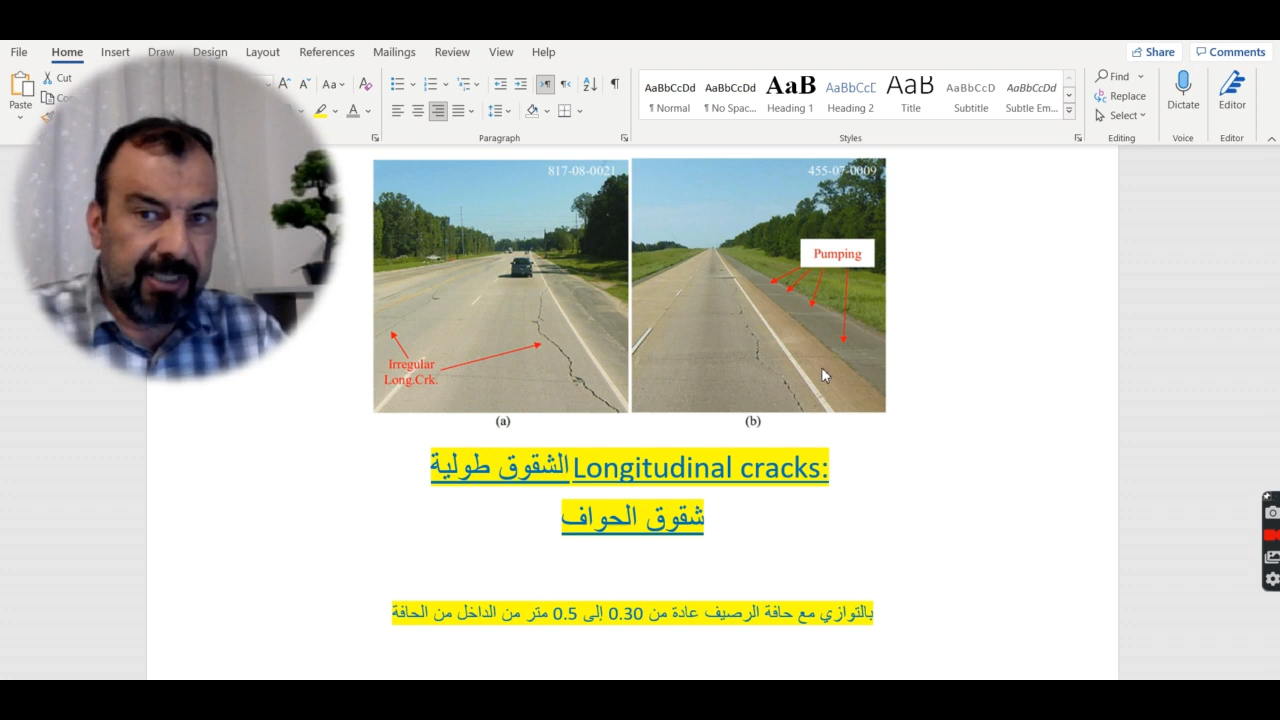 File Home Insert Draw Design Layout References Mailings Review View Help Share Comments
Cut
Paste
Find
Replace
Select
Dictate
Editor
AaBbCcDd AaBbCcDd AaB AaBbCcC AaB AaBbCcD AaBbCcDd
¶ Normal ¶ No Spac... Heading 1 Heading 2 Title Subtitle Subtle Em...
Paragraph Styles Editing Voice Editor
817-08-0021
455-07-0009
Pumping
Irregular
Long.Crk.
(a) (b)
الشقوق طولية Longitudinal cracks:
شقوق الحواف
بالتوازي مع حافة الرصيف عادة من 0.30 إلى 0.5 متر من الداخل من الحافة